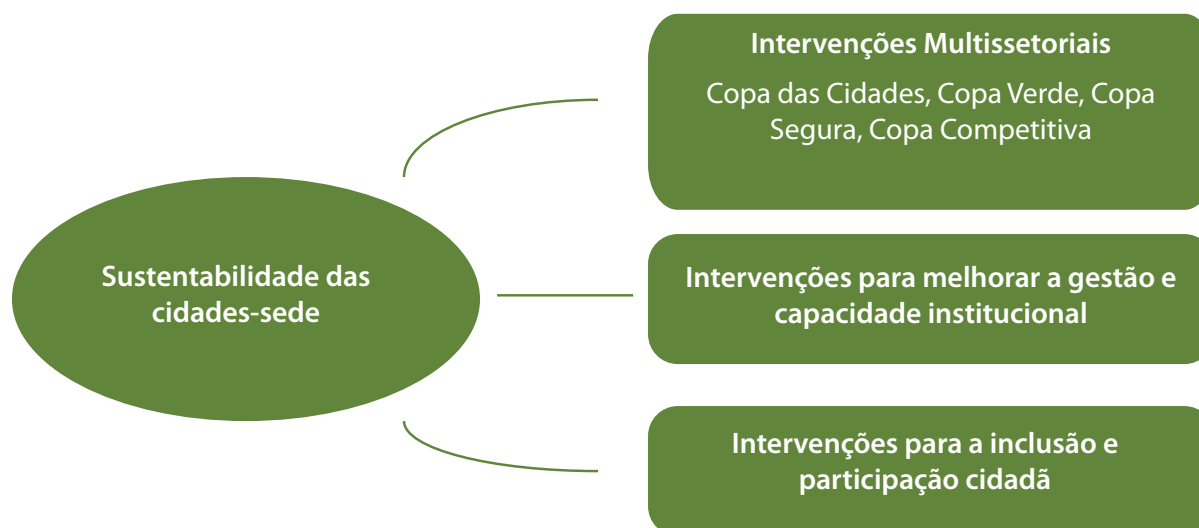 Intervenções Multissetoriais
Copa das Cidades, Copa Verde, Copa
Segura, Copa Competitiva
Sustentabilidade das
cidades-sede
Intervenções para melhorar a gestão e
capacidade institucional
Intervenções para a inclusão e
participação cidadã